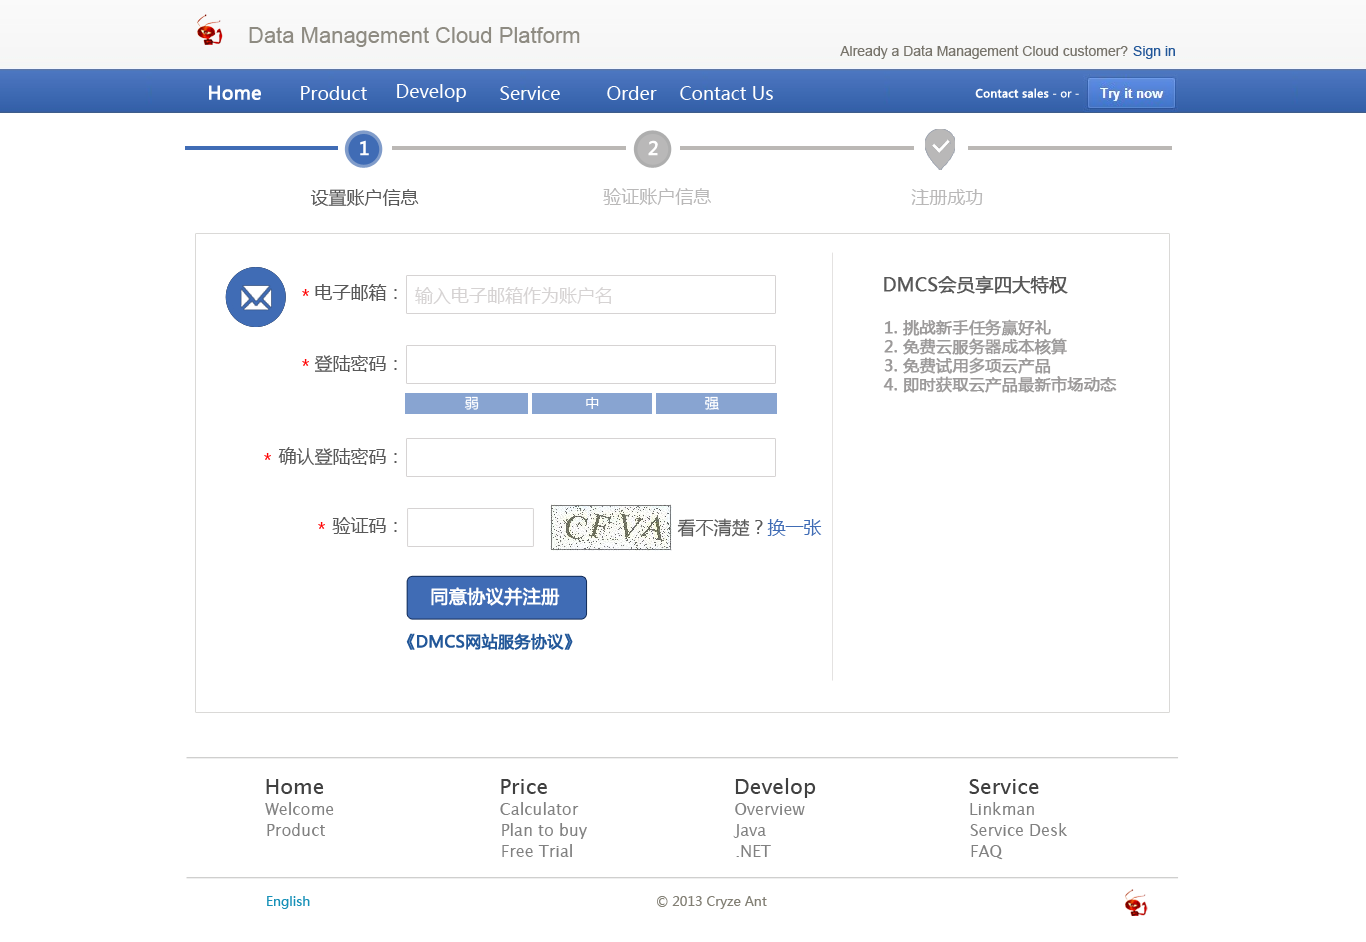 Data Management Cloud Platform
Already a Data Management Cloud customer? Sign in
Home Product Develop Service Order Contact Us Contact sales - or - Try it now
1 2
设置账户信息 验证账户信息 注册成功
* 电子邮箱： 输入电子邮箱作为账户名
* 登陆密码：
弱 中 强
* 确认登陆密码：
* 验证码： CFVA 看不清楚？换一张
同意协议并注册
《DMCS网站服务协议》
DMCS会员享四大特权
1. 挑战新手任务赢好礼
2. 免费云服务器成本核算
3. 免费试用多项云产品
4. 即时获取云产品最新市场动态
Home Price Develop Service
Welcome Calculator Overview Linkman
Product Plan to buy Java Service Desk
Free Trial .NET FAQ
English © 2013 Cryze Ant